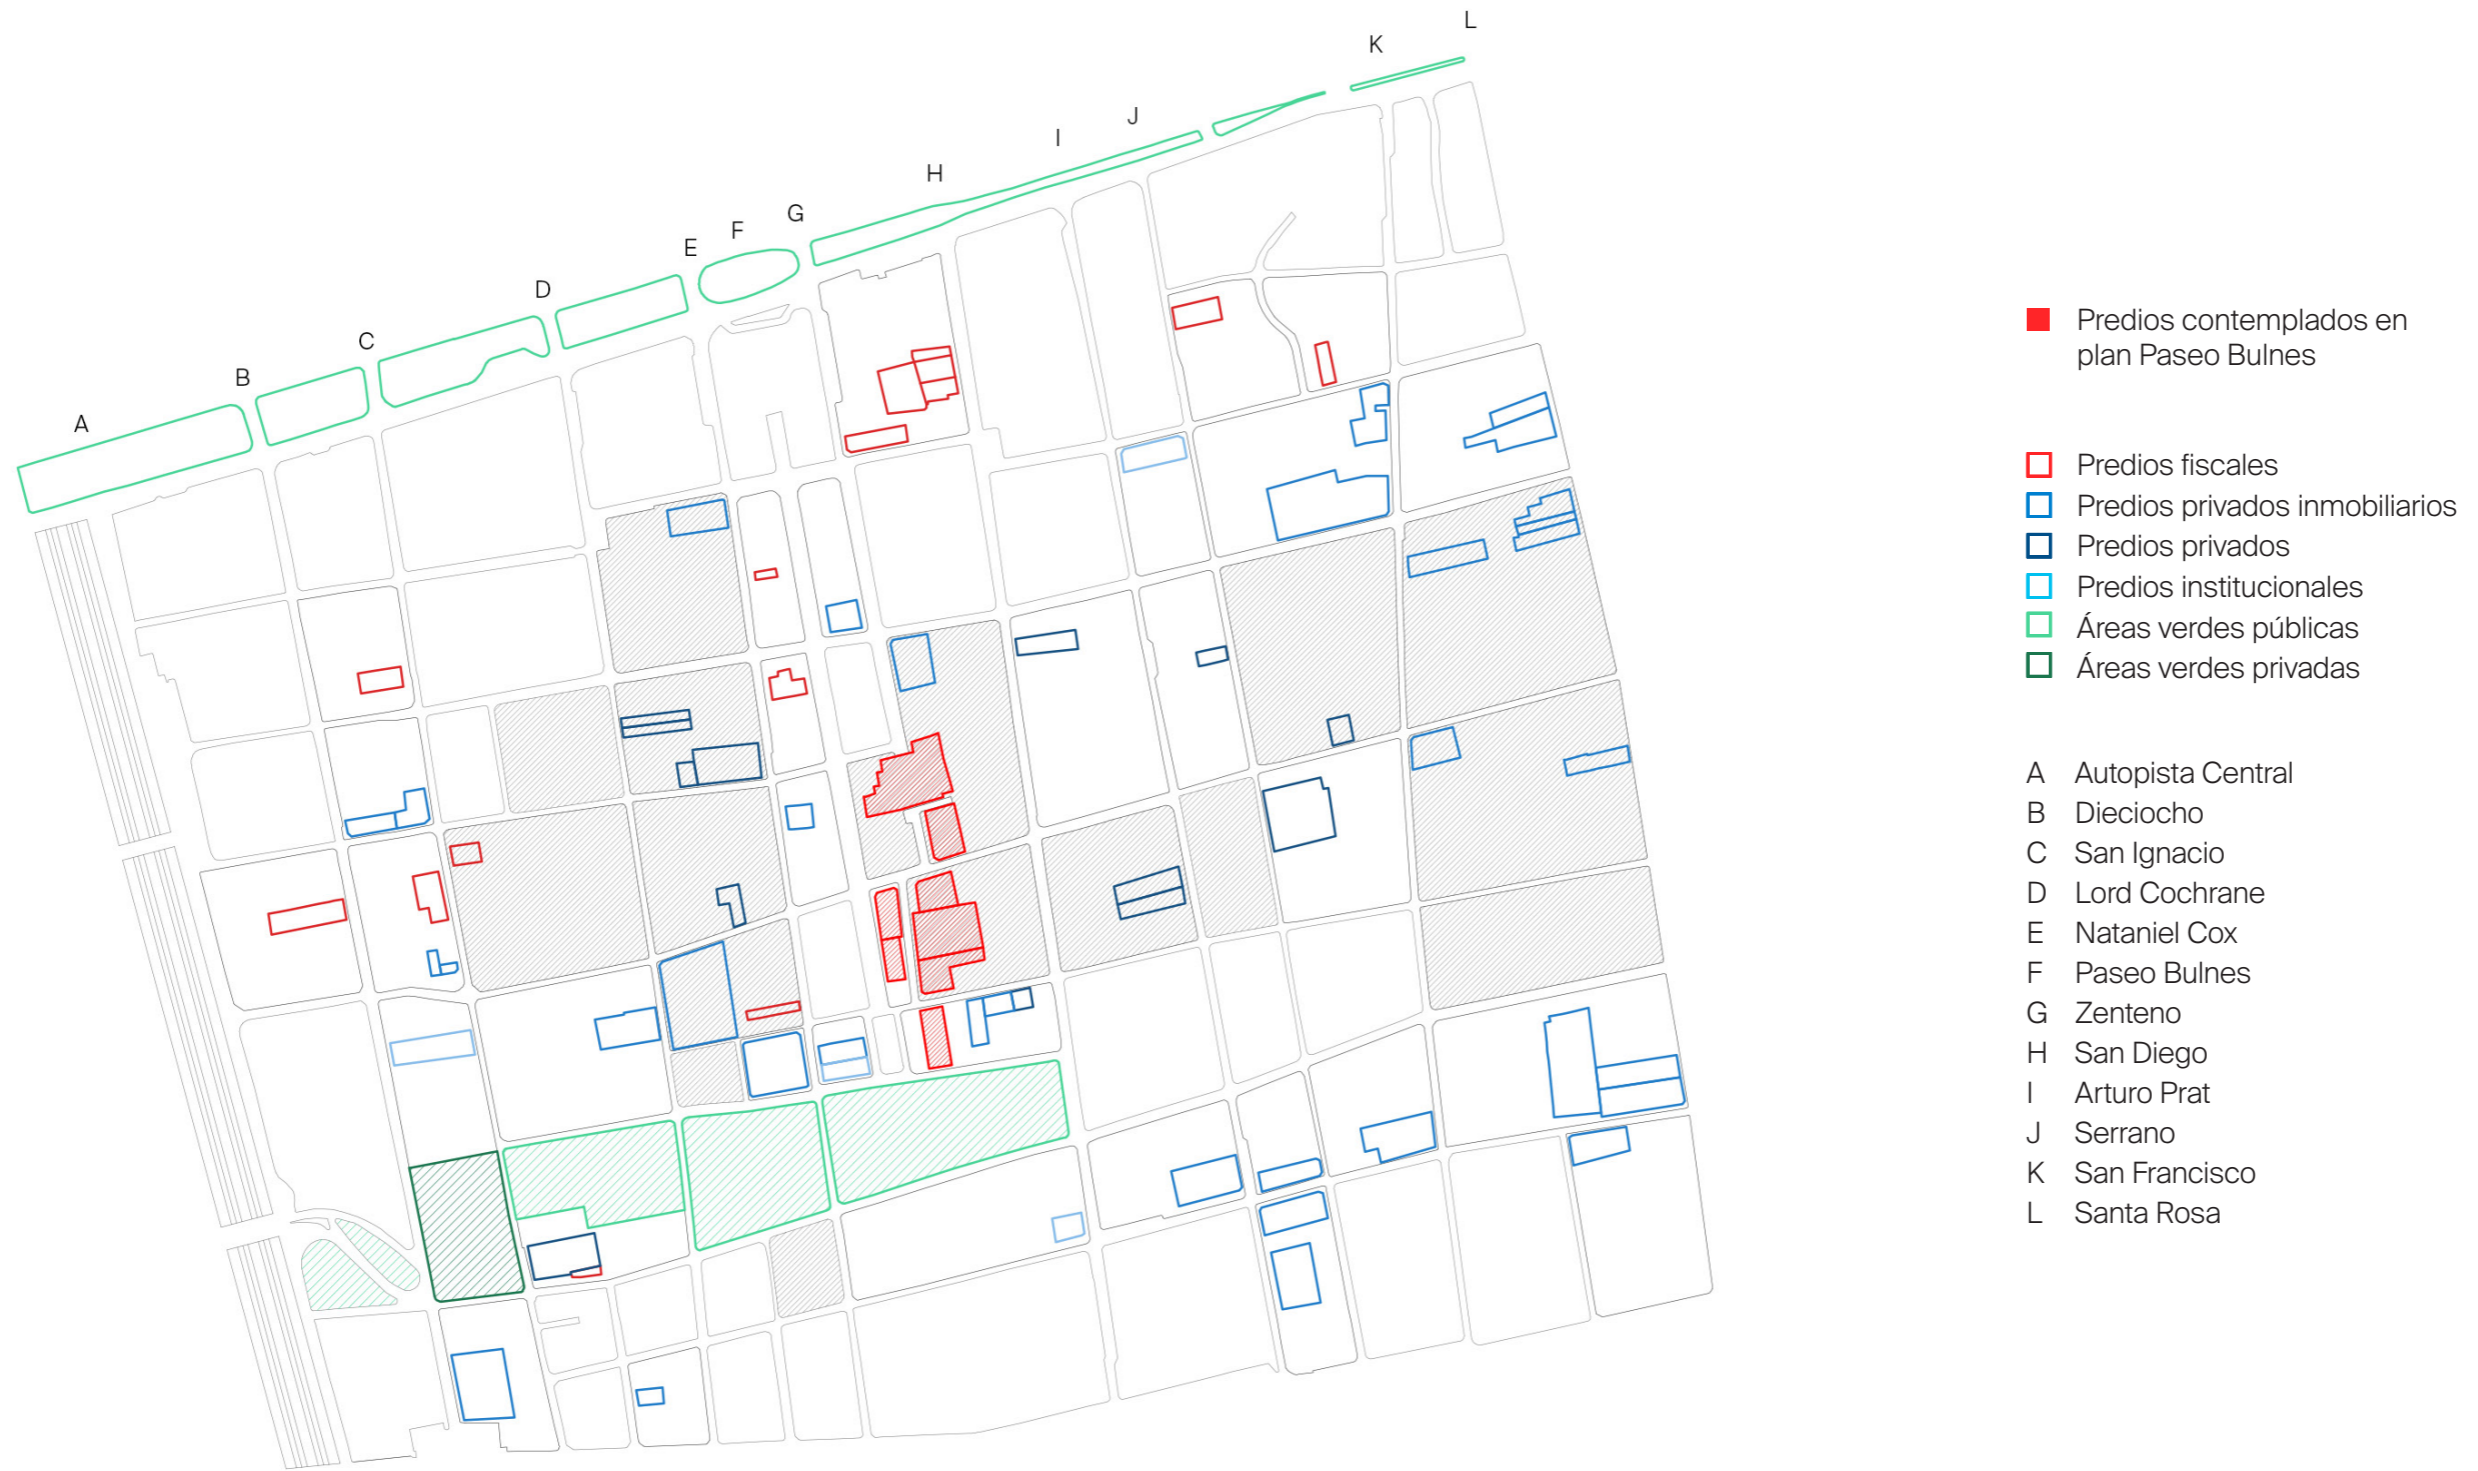 L
K
J
I
H
G
F
E
D
C
B
A
Predios contemplados en
plan Paseo Bulnes
Predios fiscales
Predios privados inmobiliarios
Predios privados
Predios institucionales
Áreas verdes públicas
Áreas verdes privadas
A Autopista Central
B Dieciocho
C San Ignacio
D Lord Cochrane
E Nataniel Cox
F Paseo Bulnes
G Zenteno
H San Diego
I Arturo Prat
J Serrano
K San Francisco
L Santa Rosa